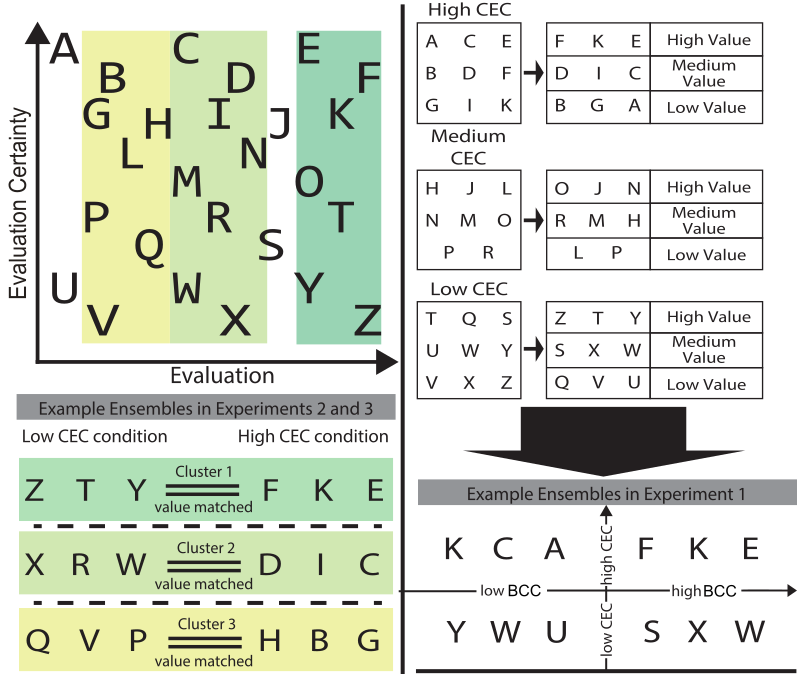 Evaluation Certainty
A C E
B D F
G H I J K
L N
M O
P R T
Q S
U W Y
V X Z
Evaluation
Example Ensembles in Experiments 2 and 3
Low CEC condition High CEC condition
Cluster 1
Z T Y F K E
value matched
Cluster 2
X R W D I C
value matched
Cluster 3
Q V P H B G
value matched
High CEC
A C E F K E High Value
B D F D I C Medium
Value
G I K B G A Low Value
Medium
CEC
H J L O J N High Value
N M O R M H Medium
Value
P R L P Low Value
Low CEC
T Q S Z T Y High Value
U W Y S X W Medium
Value
V X Z Q V U Low Value
Example Ensembles in Experiment 1
high CEC
K C A F K E
low BCC highBCC
low CEC
Y W U S X W